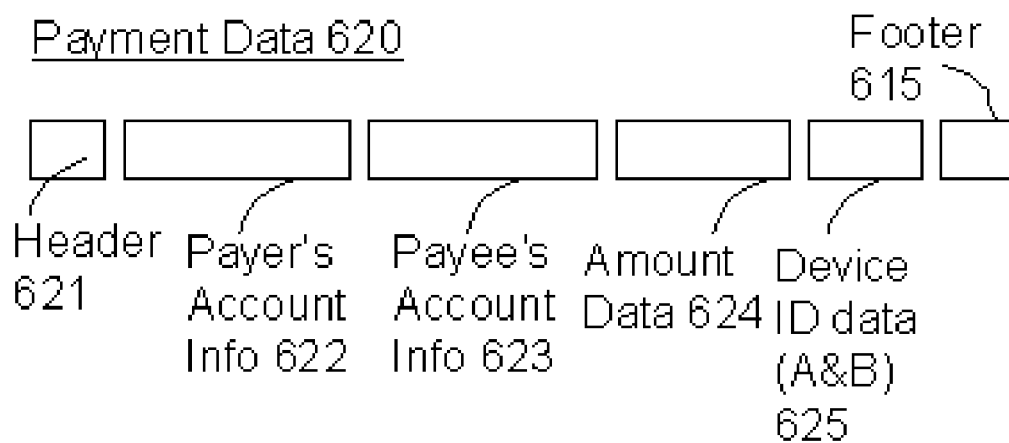 Payment Data 620
Footer
615
Header
621
Payer's
Account
Info 622
Payee's
Account
Info 623
Amount
Data 624
Device
ID data
(A&B)
625